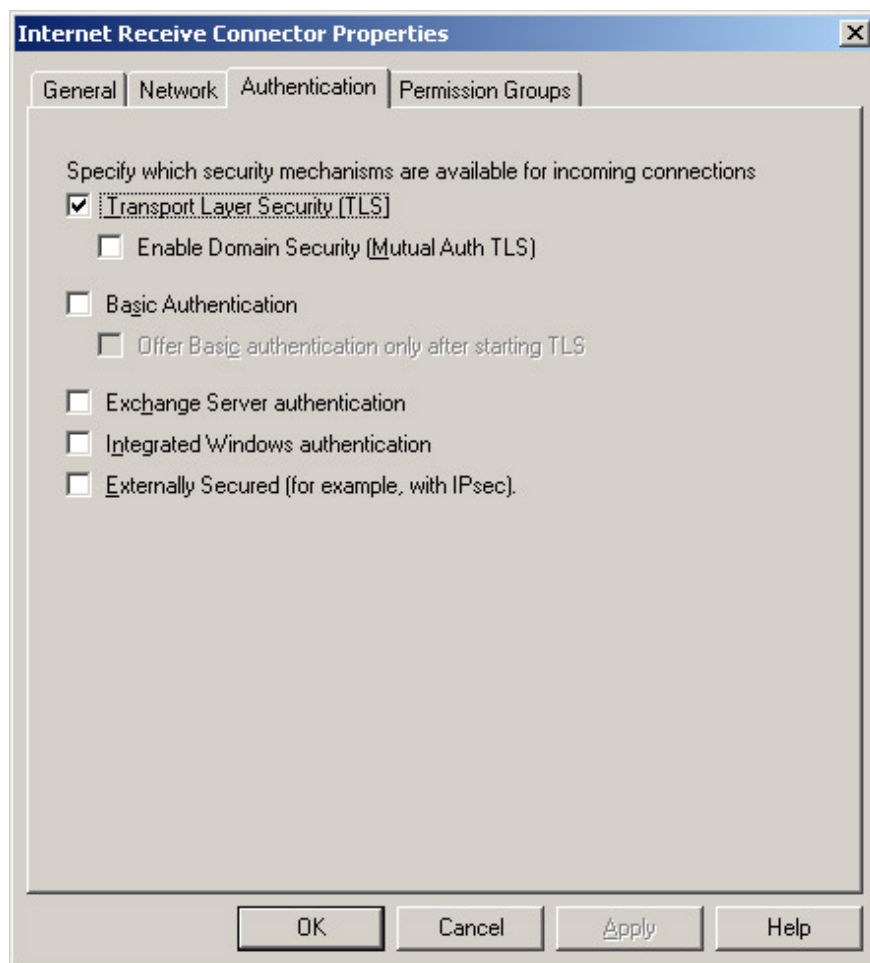 Internet Receive Connector Properties
General Network Authentication Permission Groups
Specify which security mechanisms are available for incoming connections
Transport Layer Security (TLS)
Enable Domain Security (Mutual Auth TLS)
Basic Authentication
Offer Basic authentication only after starting TLS
Exchange Server authentication
Integrated Windows authentication
Externally Secured (for example, with IPsec).
OK Cancel Apply Help